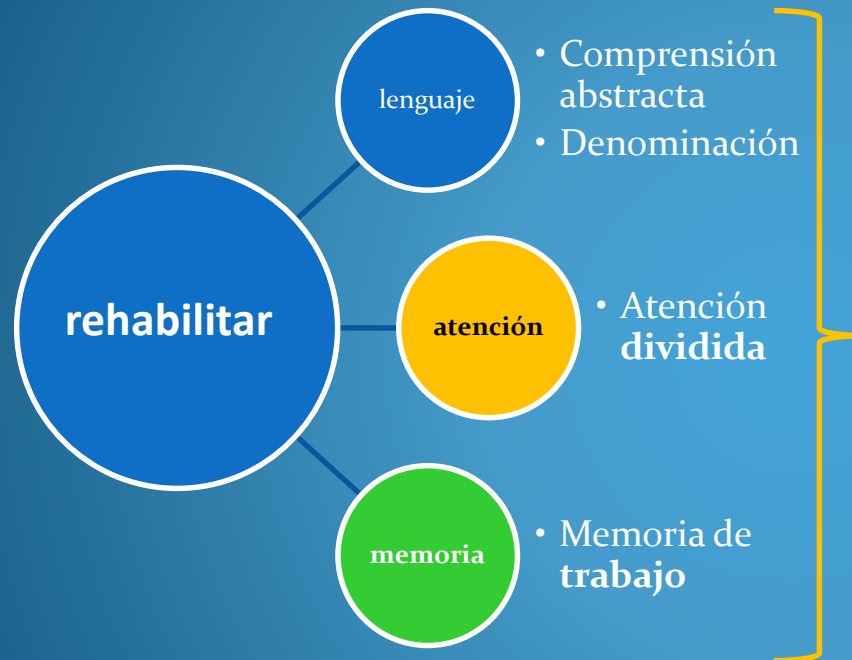 rehabilitar
lenguaje
• Comprensión
abstracta
• Denominación
atención
• Atención
dividida
memoria
• Memoria de
trabajo